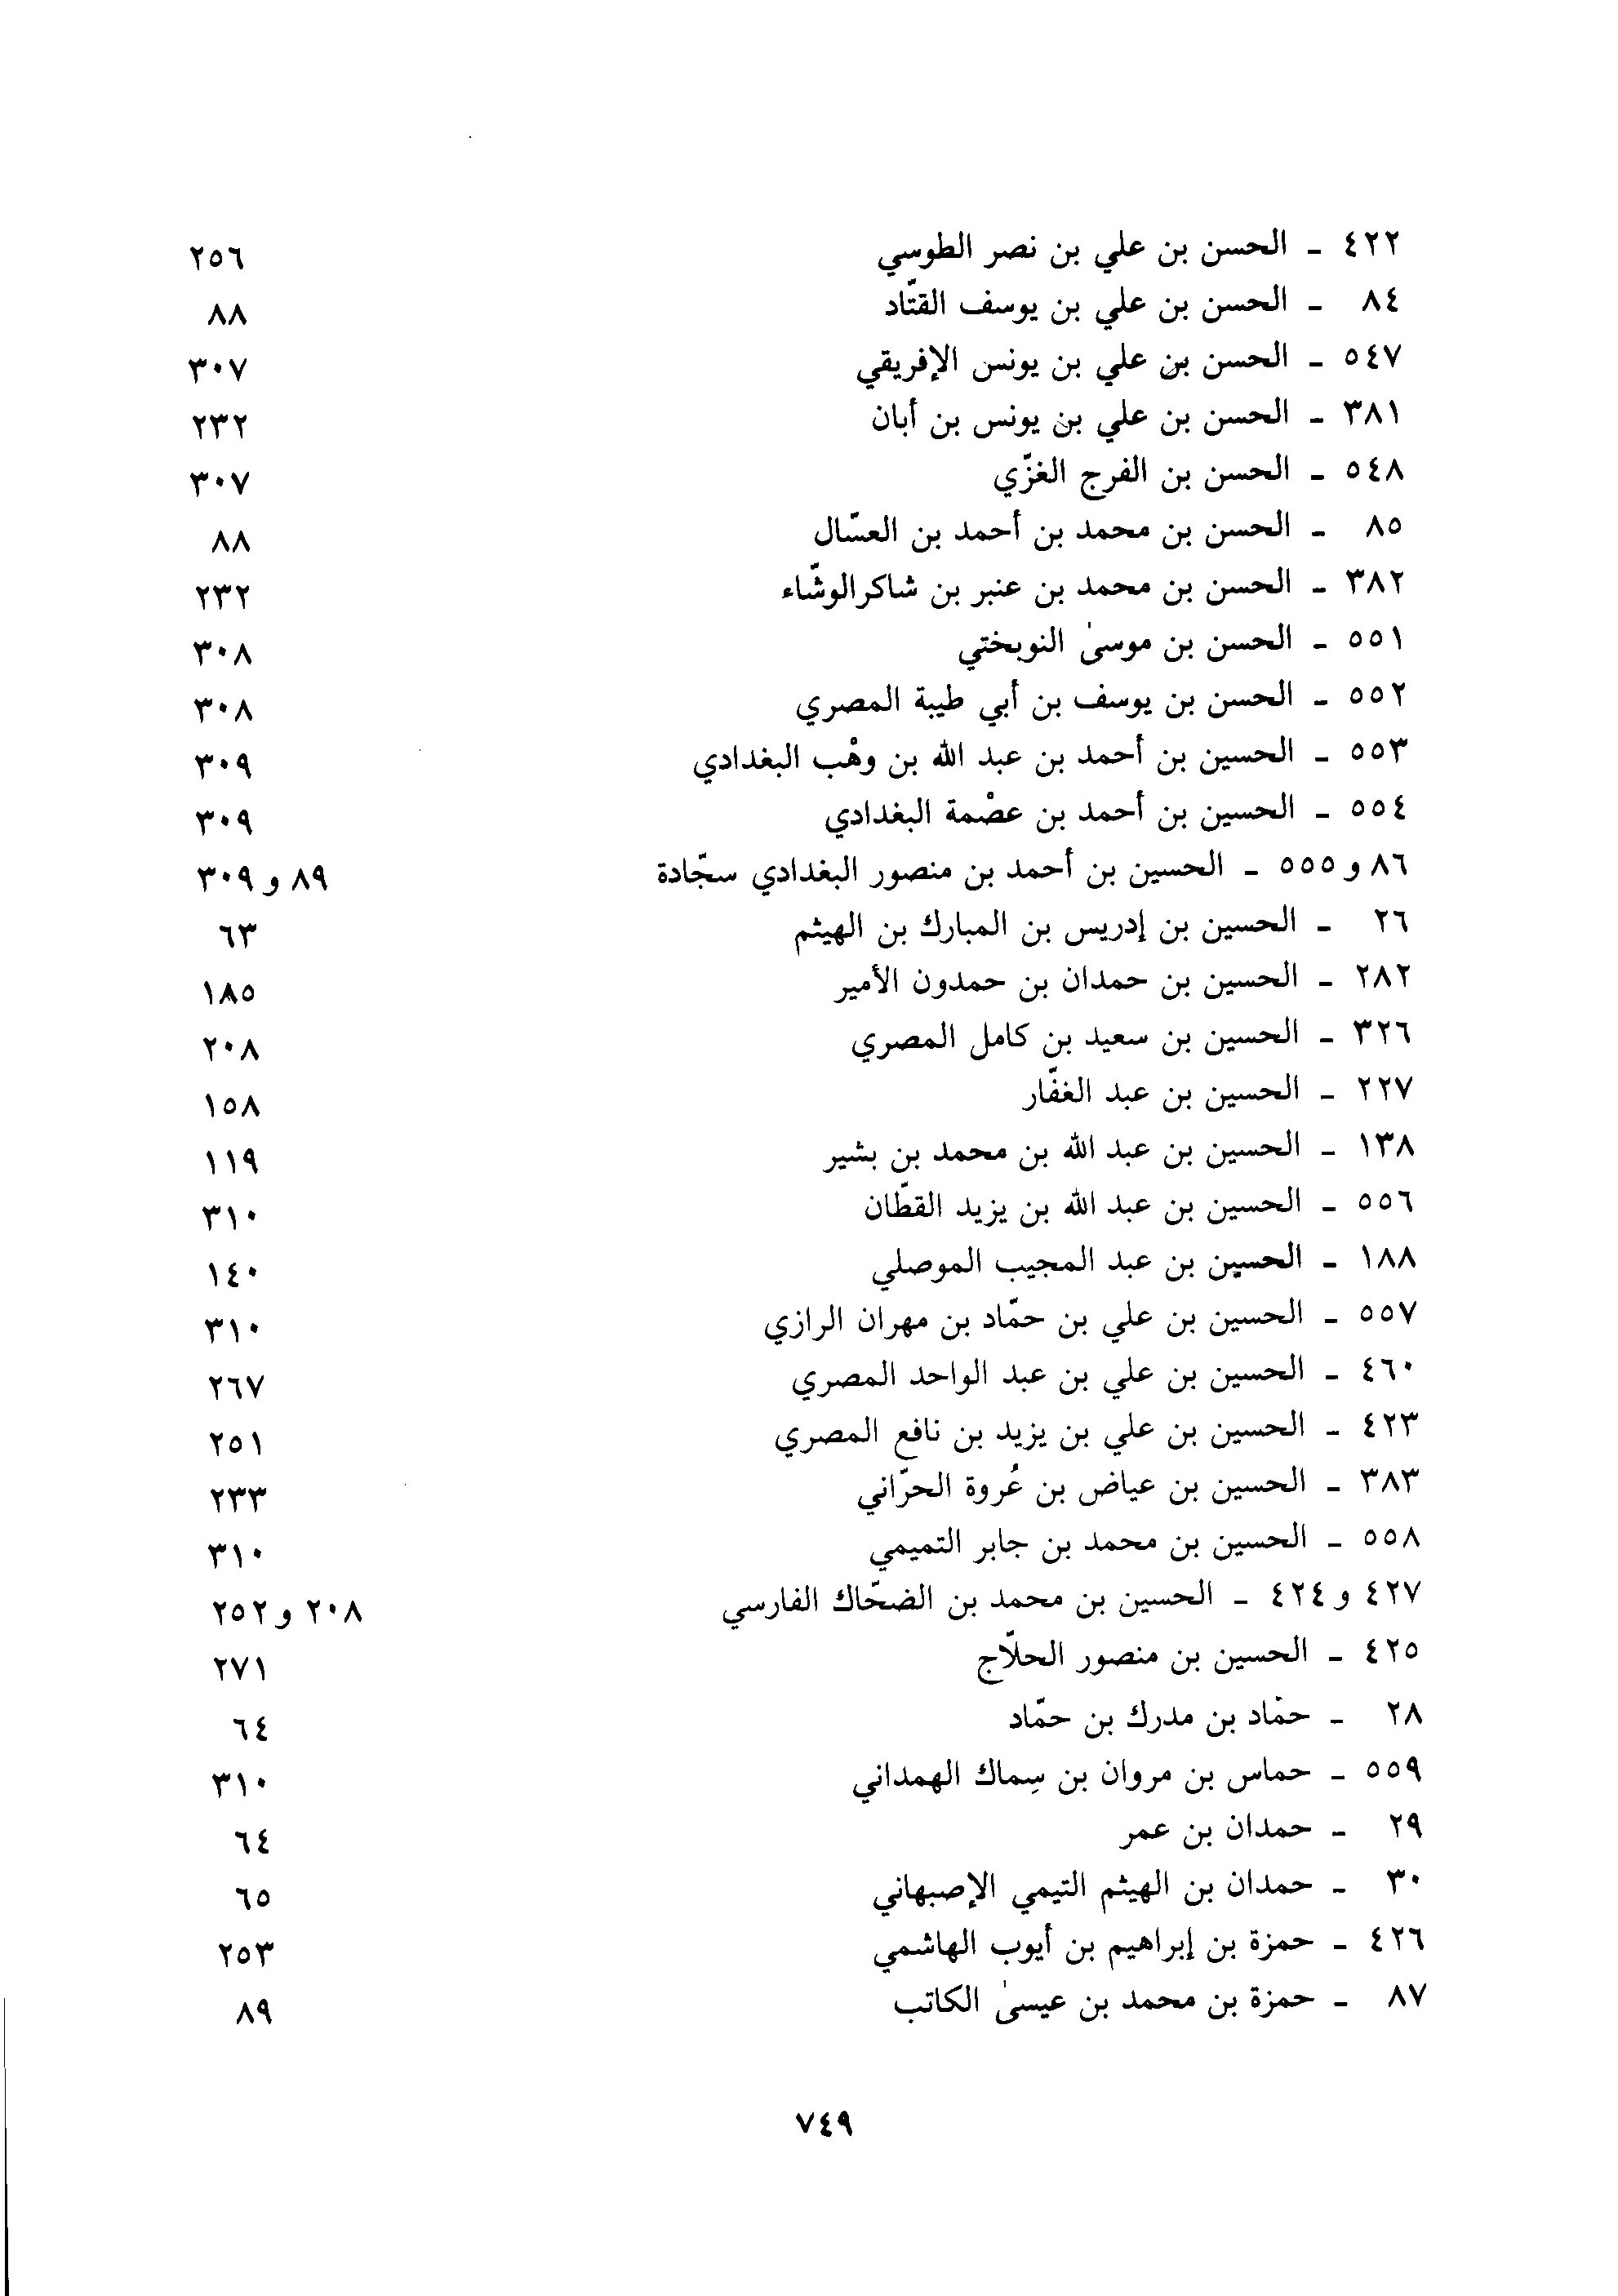 ٤٢٢ - الحسن بن علي بن نصر الطوسي ٢٥٦
٨٤ - الحسن بن علي بن يوسف القتّاد ٨٨
٥٤٧ - الحسن بن علي بن يونس الإفريقي ٣٠٧
٣٨١ - الحسن بن علي بن يونس بن أبان ٢٣٢
٥٤٨ - الحسن بن الفرج الغزّي ٣٠٧
٨٥ - الحسن بن محمد بن أحمد بن العسّال ٨٨
٣٨٢ - الحسن بن محمد بن عنبر بن شاكرالوشّاء ٢٣٢
٥٥١ - الحسن بن موسىٰ النوبختي ٣٠٨
٥٥٢ - الحسن بن يوسف بن أبي طيبة المصري ٣٠٨
٥٥٣ - الحسين بن أحمد بن عبد الله بن وهْب البغدادي ٣٠٩
٥٥٤ - الحسين بن أحمد بن عصْمة البغدادي ٣٠٩
٨٦ و ٥٥٥ - الحسين بن أحمد بن منصور البغدادي سجّادة ٨٩ و ٣٠٩
٢٦ - الحسين بن إدريس بن المبارك بن الهيثم ٦٣
٢٨٢ - الحسين بن حمدان بن حمدون الأمير ١٨٥
٣٢٦ - الحسين بن سعيد بن كامل المصري ٢٠٨
٢٢٧ - الحسين بن عبد الغفّار ١٥٨
١٣٨ - الحسين بن عبد الله بن محمد بن بشير ١١٩
٥٥٦ - الحسين بن عبد الله بن يزيد القطّان ٣١٠
١٨٨ - الحسين بن عبد المجيب الموصلي ١٤٠
٥٥٧ - الحسين بن علي بن حمّاد بن مهران الرازي ٣١٠
٤٦٠ - الحسين بن علي بن عبد الواحد المصري ٢٦٧
٤٢٣ - الحسين بن علي بن يزيد بن نافع المصري ٢٥١
٣٨٣ - الحسين بن عياض بن عُروة الحرّاني ٢٣٣
٥٥٨ - الحسين بن محمد بن جابر التميمي ٣١٠
٤٢٧ و ٤٢٤ - الحسين بن محمد بن الضحّاك الفارسي ٢٠٨ و ٢٥٢
٤٢٥ - الحسين بن منصور الحلّاج ٢٧١
٢٨ - حمّاد بن مدرك بن حمّاد ٦٤
٥٥٩ - حماس بن مروان بن سِماك الهمداني ٣١٠
٢٩ - حمدان بن عمر ٦٤
٣٠ - حمدان بن الهيثم التيمي الإصبهاني ٦٥
٤٢٦ - حمزة بن إبراهيم بن أيوب الهاشمي ٢٥٣
٨٧ - حمزة بن محمد بن عيسىٰ الكاتب ٨٩
٧٤٩